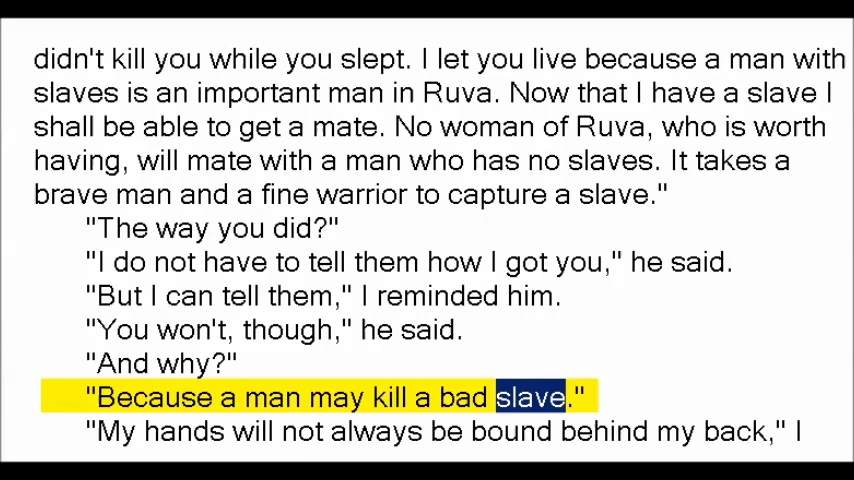 didn't kill you while you slept. I let you live because a man with
slaves is an important man in Ruva. Now that I have a slave I
shall be able to get a mate. No woman of Ruva, who is worth
having, will mate with a man who has no slaves. It takes a
brave man and a fine warrior to capture a slave."
"The way you did?"
"I do not have to tell them how I got you," he said.
"But I can tell them," I reminded him.
"You won't, though," he said.
"And why?"
"Because a man may kill a bad slave."
"My hands will not always be bound behind my back," I